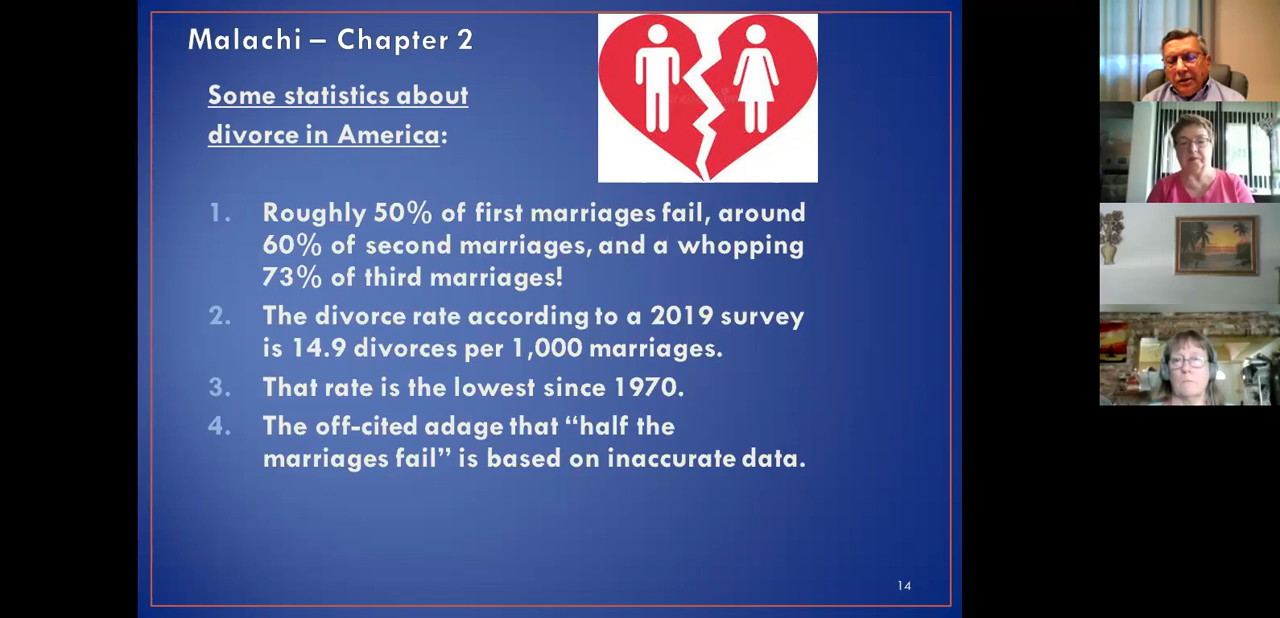 Malachi – Chapter 2
Some statistics about
divorce in America:
1. Roughly 50% of first marriages fail, around
60% of second marriages, and a whopping
73% of third marriages!
2. The divorce rate according to a 2019 survey
is 14.9 divorces per 1,000 marriages.
3. That rate is the lowest since 1970.
4. The off-cited adage that “half the
marriages fail” is based on inaccurate data.
14